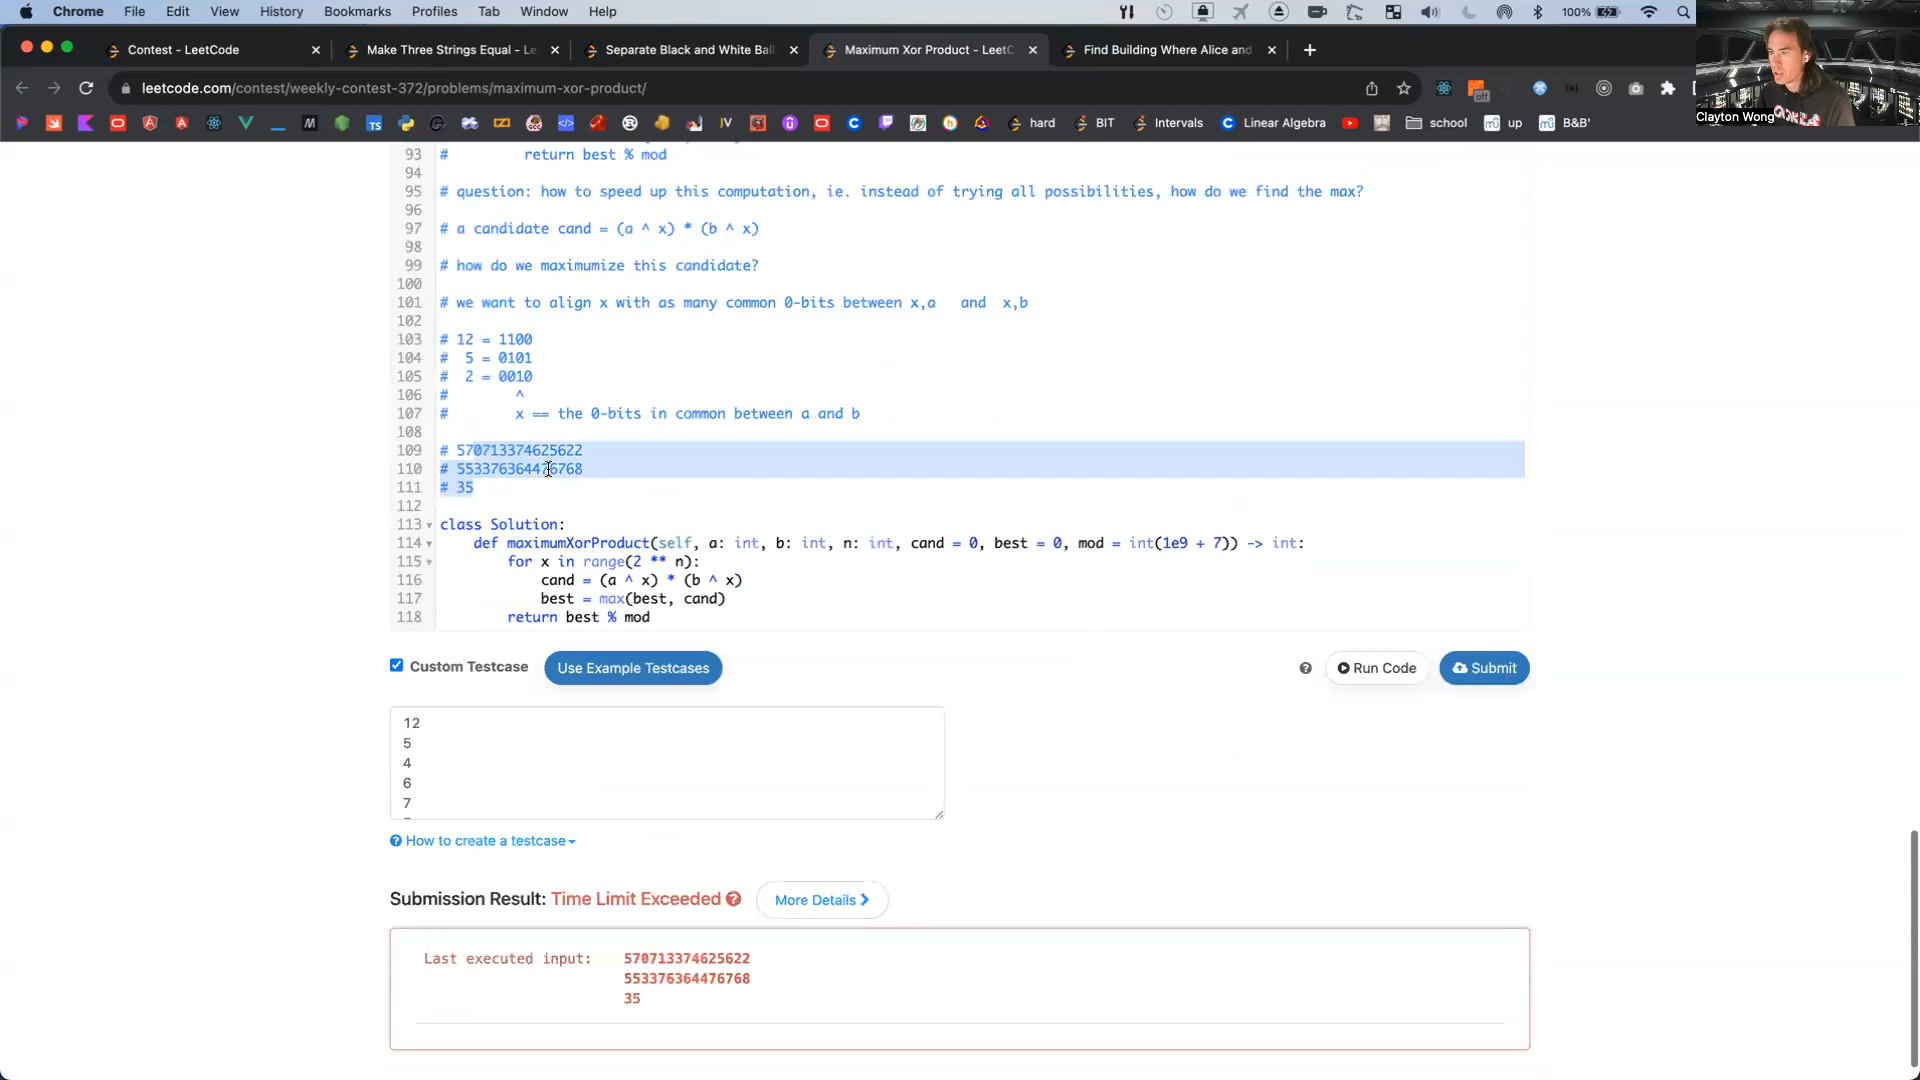 Chrome File Edit View History Bookmarks Profiles Tab Window Help 100%
Contest - LeetCode
Make Three Strings Equal - Le
Separate Black and White Ball
Maximum Xor Product - LeetC
Find Building Where Alice and
leetcode.com/contest/weekly-contest-372/problems/maximum-xor-product/
off
Clayton Wong
TS IV hard BIT Intervals Linear Algebra school up B&B'
93 # return best % mod
94
95 # question: how to speed up this computation, ie. instead of trying all possibilities, how do we find the max?
96
97 # a candidate cand = (a ^ x) * (b ^ x)
98
99 # how do we maximumize this candidate?
100
101 # we want to align x with as many common 0-bits between x,a and x,b
102
103 # 12 = 1100
104 # 5 = 0101
105 # 2 = 0010
106 # ^
107 # x == the 0-bits in common between a and b
108
109 # 570713374625622
110 # 553376364476768
111 # 35
112
113 class Solution:
114 def maximumXorProduct(self, a: int, b: int, n: int, cand = 0, best = 0, mod = int(1e9 + 7)) -> int:
115 for x in range(2 ** n):
116 cand = (a ^ x) * (b ^ x)
117 best = max(best, cand)
118 return best % mod
Custom Testcase Use Example Testcases Run Code Submit
12
5
4
6
7
How to create a testcase
Submission Result: Time Limit Exceeded More Details
Last executed input: 570713374625622
553376364476768
35